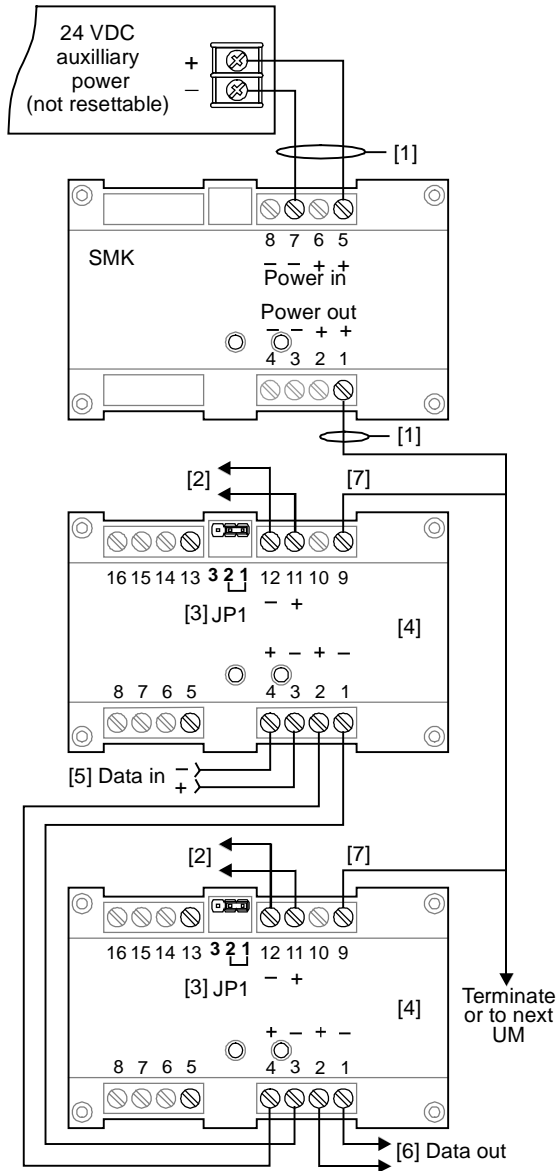 24 VDC
auxilliary
power
(not resettable)
+
–
[1]
8 7 6 5
SMK
– – + +
Power in
Power out
– – + +
4 3 2 1
[1]
[2]
[7]
16 15 14 13 3 2 1 12 11 10 9
[3] JP1
– +
[4]
+ – + –
8 7 6 5 4 3 2 1
[5] Data in –
+
[2]
[7]
16 15 14 13 3 2 1 12 11 10 9
[3] JP1
– +
[4]
Terminate
or to next
UM
+ – + –
8 7 6 5 4 3 2 1
[6] Data out